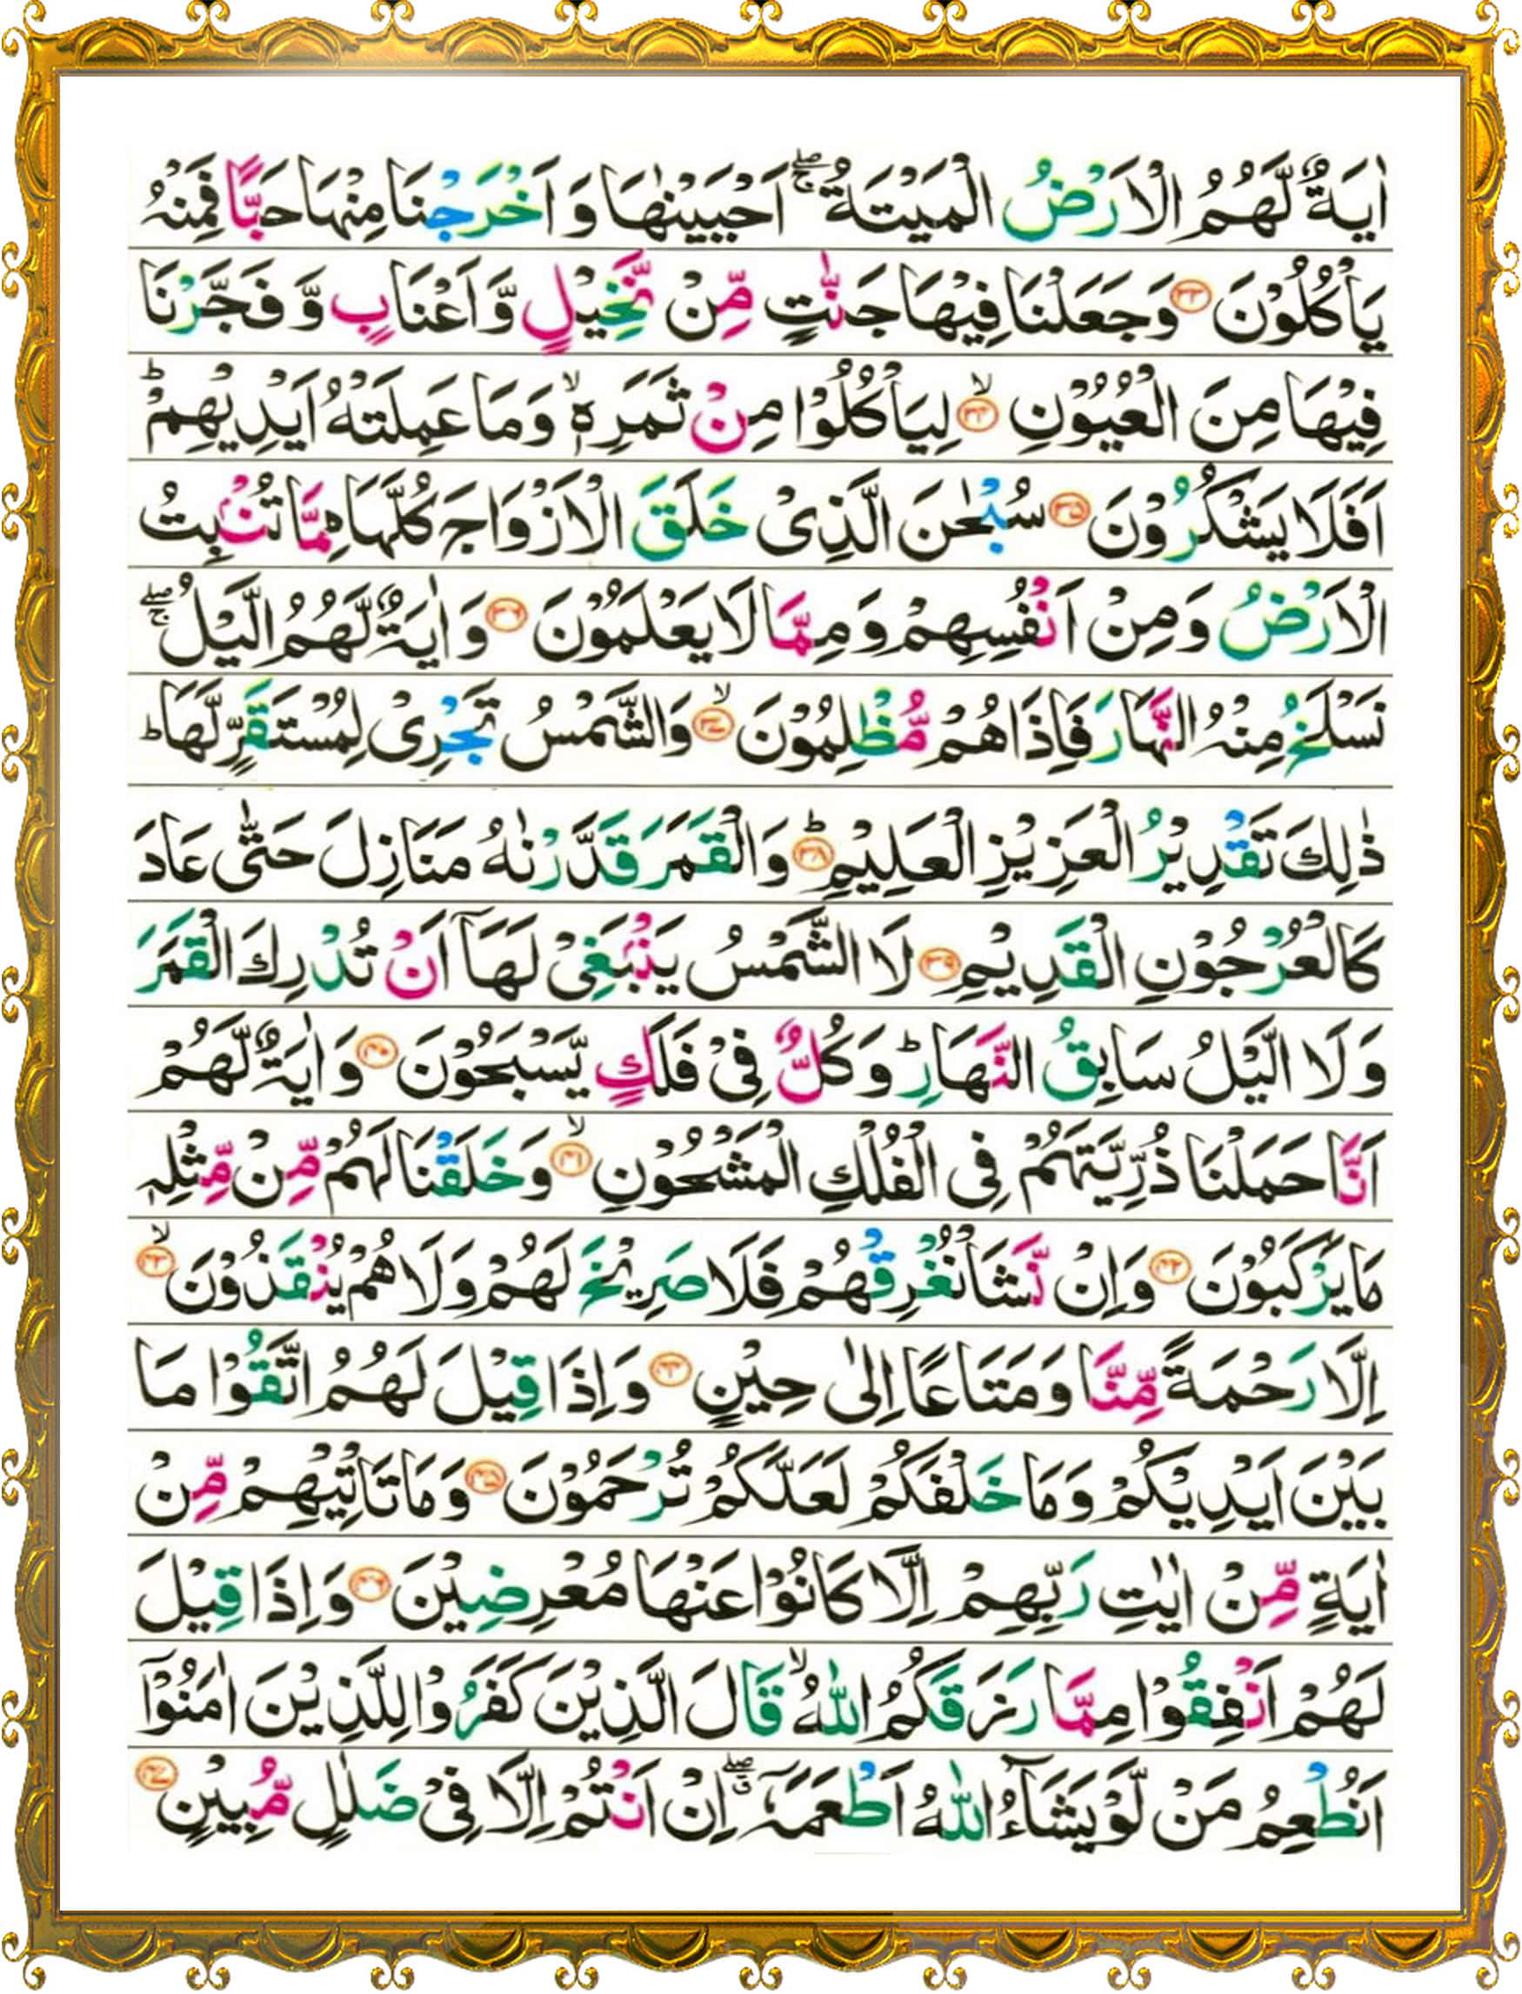 اٰيَةٌ لَّهُمُ الْاَرْضُ الْمَيْتَةُ ۖۚ اَحْيَيْنٰهَا وَ اَخْرَجْنَا مِنْهَا حَبًّا فَمِنْهُ
يَاْكُلُوْنَ ۝۳۳ وَجَعَلْنَا فِيْهَا جَنّٰتٍ مِّنْ نَّخِيْلٍ وَّ اَعْنَابٍ وَّ فَجَّرْنَا
فِيْهَا مِنَ الْعُيُوْنِ ۝۳۴ۙ لِيَاْكُلُوْا مِنْ ثَمَرِهٖ ۙ وَمَا عَمِلَتْهُ اَيْدِيْهِمْ ؕ
اَفَلَا يَشْكُرُوْنَ ۝۳۵ سُبْحٰنَ الَّذِيْ خَلَقَ الْاَزْوَاجَ كُلَّهَا مِمَّا تُنْۢبِتُ
الْاَرْضُ وَمِنْ اَنْفُسِهِمْ وَمِمَّا لَا يَعْلَمُوْنَ ۝۳۶ وَ اٰيَةٌ لَّهُمُ الَّيْلُ ۖۚ
نَسْلَخُ مِنْهُ النَّهَارَ فَاِذَا هُمْ مُّظْلِمُوْنَ ۝۳۷ۙ وَالشَّمْسُ تَجْرِيْ لِمُسْتَقَرٍّ لَّهَا ؕ
ذٰلِكَ تَقْدِيْرُ الْعَزِيْزِ الْعَلِيْمِ ۝۳۸ؕ وَالْقَمَرَ قَدَّرْنٰهُ مَنَازِلَ حَتّٰى عَادَ
كَالْعُرْجُوْنِ الْقَدِيْمِ ۝۳۹ لَا الشَّمْسُ يَنْۢبَغِيْ لَهَاۤ اَنْ تُدْرِكَ الْقَمَرَ
وَلَا الَّيْلُ سَابِقُ النَّهَارِ ؕ وَكُلٌّ فِيْ فَلَكٍ يَّسْبَحُوْنَ ۝۴۰ وَ اٰيَةٌ لَّهُمْ
اَنَّا حَمَلْنَا ذُرِّيَّتَهُمْ فِي الْفُلْكِ الْمَشْحُوْنِ ۝۴۱ۙ وَخَلَقْنَا لَهُمْ مِّنْ مِّثْلِهٖ
مَا يَرْكَبُوْنَ ۝۴۲ وَاِنْ نَّشَاْ نُغْرِقْهُمْ فَلَا صَرِيْخَ لَهُمْ وَلَا هُمْ يُنْقَذُوْنَ ۝۴۳ۙ
اِلَّا رَحْمَةً مِّنَّا وَمَتَاعًا اِلٰى حِيْنٍ ۝۴۴ وَاِذَا قِيْلَ لَهُمُ اتَّقُوْا مَا
بَيْنَ اَيْدِيْكُمْ وَمَا خَلْفَكُمْ لَعَلَّكُمْ تُرْحَمُوْنَ ۝۴۵ وَمَا تَاْتِيْهِمْ مِّنْ
اٰيَةٍ مِّنْ اٰيٰتِ رَبِّهِمْ اِلَّا كَانُوْا عَنْهَا مُعْرِضِيْنَ ۝۴۶ وَاِذَا قِيْلَ
لَهُمْ اَنْفِقُوْا مِمَّا رَزَقَكُمُ اللّٰهُ ۙ قَالَ الَّذِيْنَ كَفَرُوْا لِلَّذِيْنَ اٰمَنُوْۤا
اَنُطْعِمُ مَنْ لَّوْ يَشَآءُ اللّٰهُ اَطْعَمَهٗۤ ۖۗ اِنْ اَنْتُمْ اِلَّا فِيْ ضَلٰلٍ مُّبِيْنٍ ۝۴۷